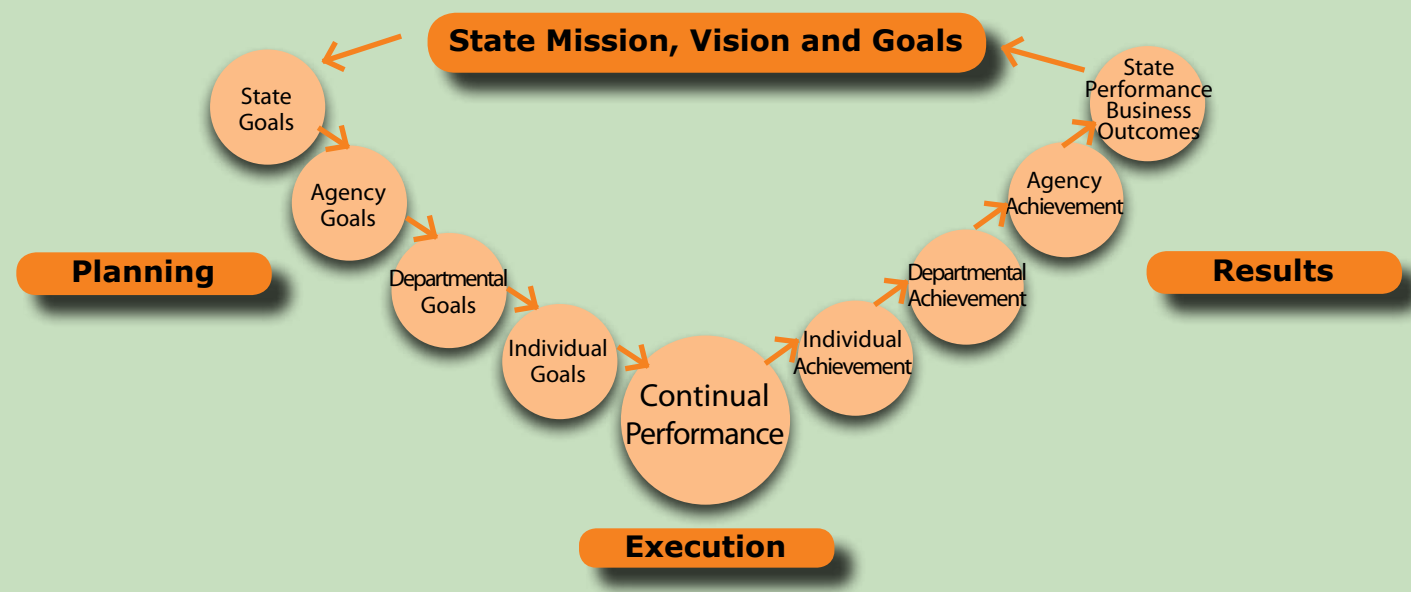 State Mission, Vision and Goals
State
Goals
Agency
Goals
Departmental
Goals
Individual
Goals
Continual
Performance
Individual
Achievement
Departmental
Achievement
Agency
Achievement
State
Performance
Business
Outcomes
Planning
Results
Execution